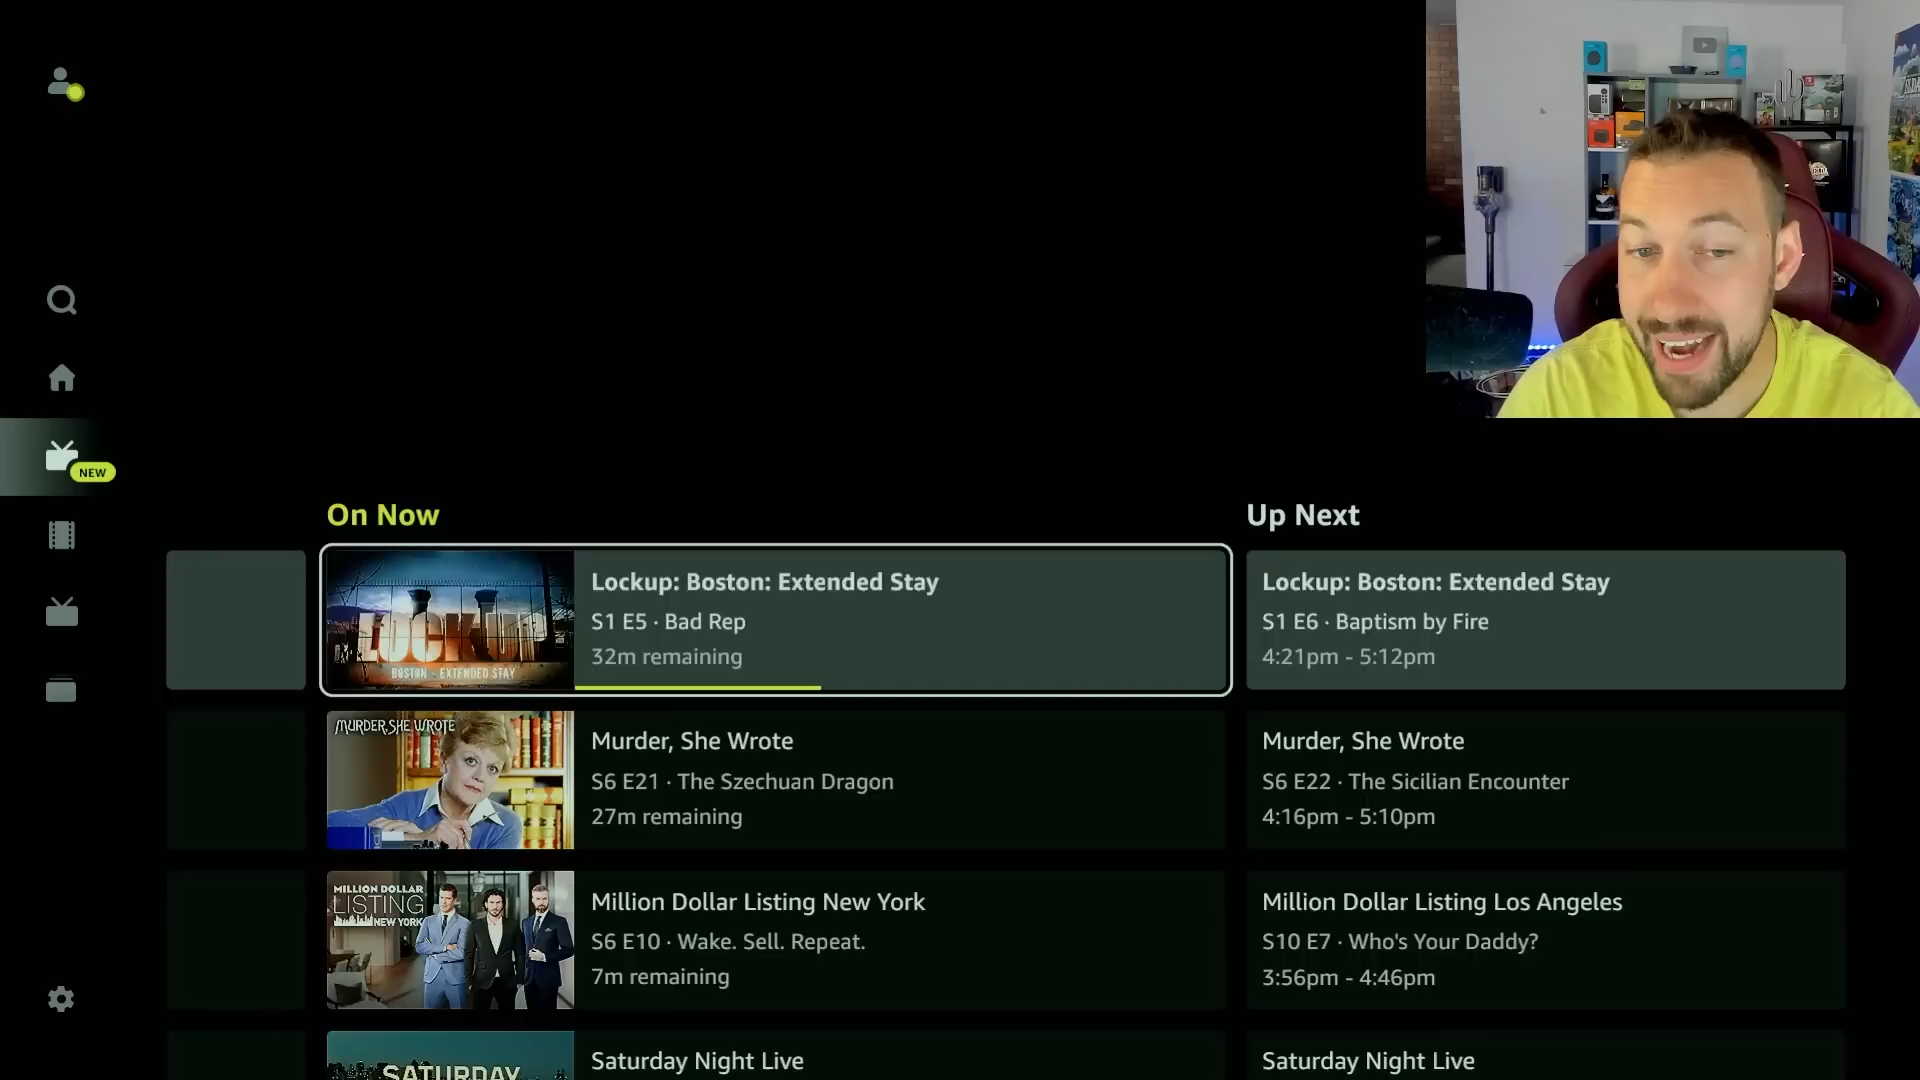 NEW
On Now
Up Next
LOCKUP
BOSTON - EXTENDED STAY
Lockup: Boston: Extended Stay
S1 E5 · Bad Rep
32m remaining
Lockup: Boston: Extended Stay
S1 E6 · Baptism by Fire
4:21pm - 5:12pm
MURDER, SHE WROTE
Murder, She Wrote
S6 E21 · The Szechuan Dragon
27m remaining
Murder, She Wrote
S6 E22 · The Sicilian Encounter
4:16pm - 5:10pm
MILLION DOLLAR
LISTING
NEW YORK
Million Dollar Listing New York
S6 E10 · Wake. Sell. Repeat.
7m remaining
Million Dollar Listing Los Angeles
S10 E7 · Who's Your Daddy?
3:56pm - 4:46pm
SATURDAY
Saturday Night Live
Saturday Night Live